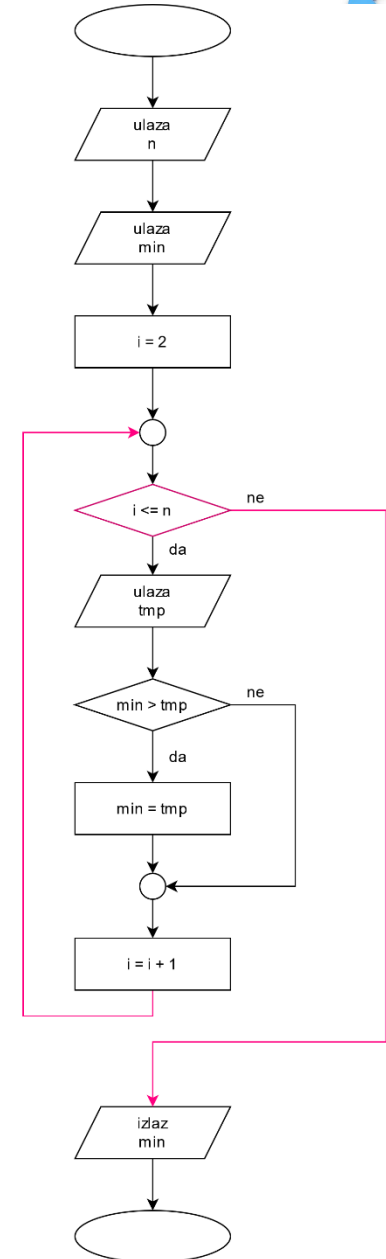 ulaza
n
ulaza
min
i = 2
i <= n
ne
da
ulaza
tmp
min > tmp
ne
da
min = tmp
i = i + 1
izlaz
min